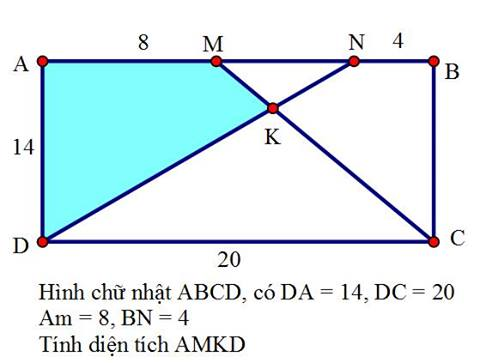 8 M N 4
A B
K
14
D C
20
Hình chữ nhật ABCD, có DA = 14, DC = 20
Am = 8, BN = 4
Tính diện tích AMKD